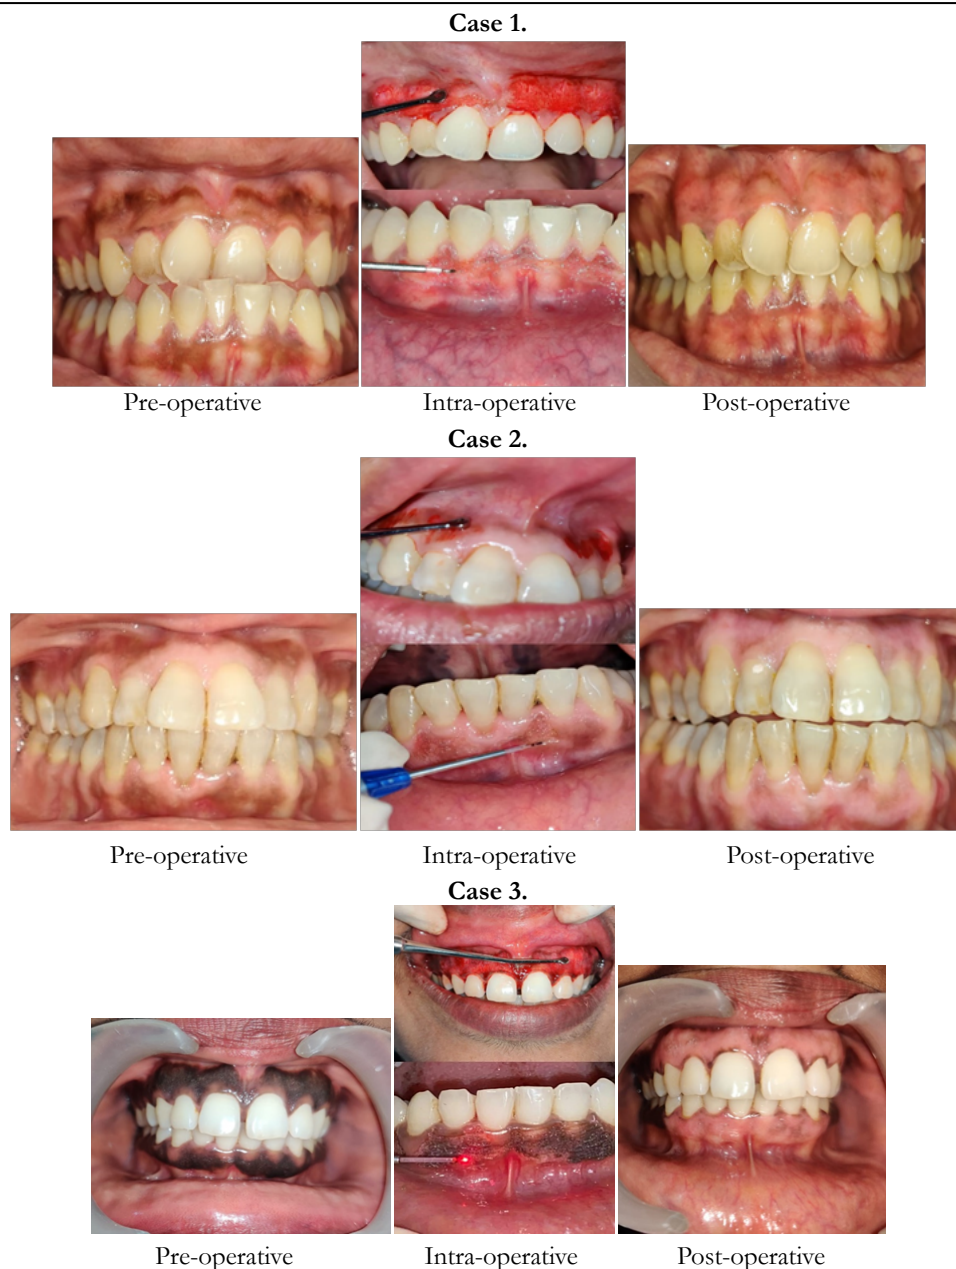 Case 1.
Pre-operative Intra-operative Post-operative
Case 2.
Pre-operative Intra-operative Post-operative
Case 3.
Pre-operative Intra-operative Post-operative